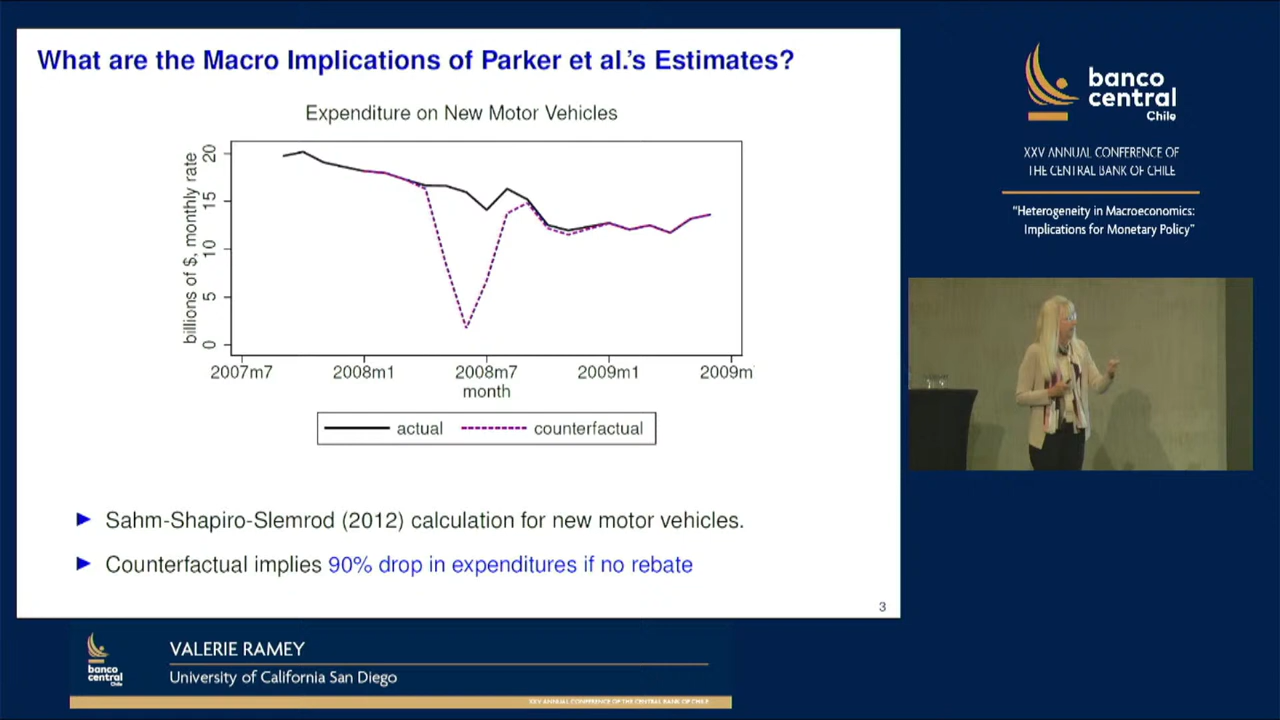 What are the Macro Implications of Parker et al.'s Estimates?
Expenditure on New Motor Vehicles
billions of $, monthly rate
20
15
10
5
0
2007m7
2008m1
2008m7
2009m1
2009m
month
actual
counterfactual
Sahm-Shapiro-Slemrod (2012) calculation for new motor vehicles.
Counterfactual implies 90% drop in expenditures if no rebate
3
banco
central
Chile
XXV ANNUAL CONFERENCE OF
THE CENTRAL BANK OF CHILE
"Heterogeneity in Macroeconomics:
Implications for Monetary Policy"
banco
central
Chile
VALERIE RAMEY
University of California San Diego
XXV ANNUAL CONFERENCE OF THE CENTRAL BANK OF CHILE